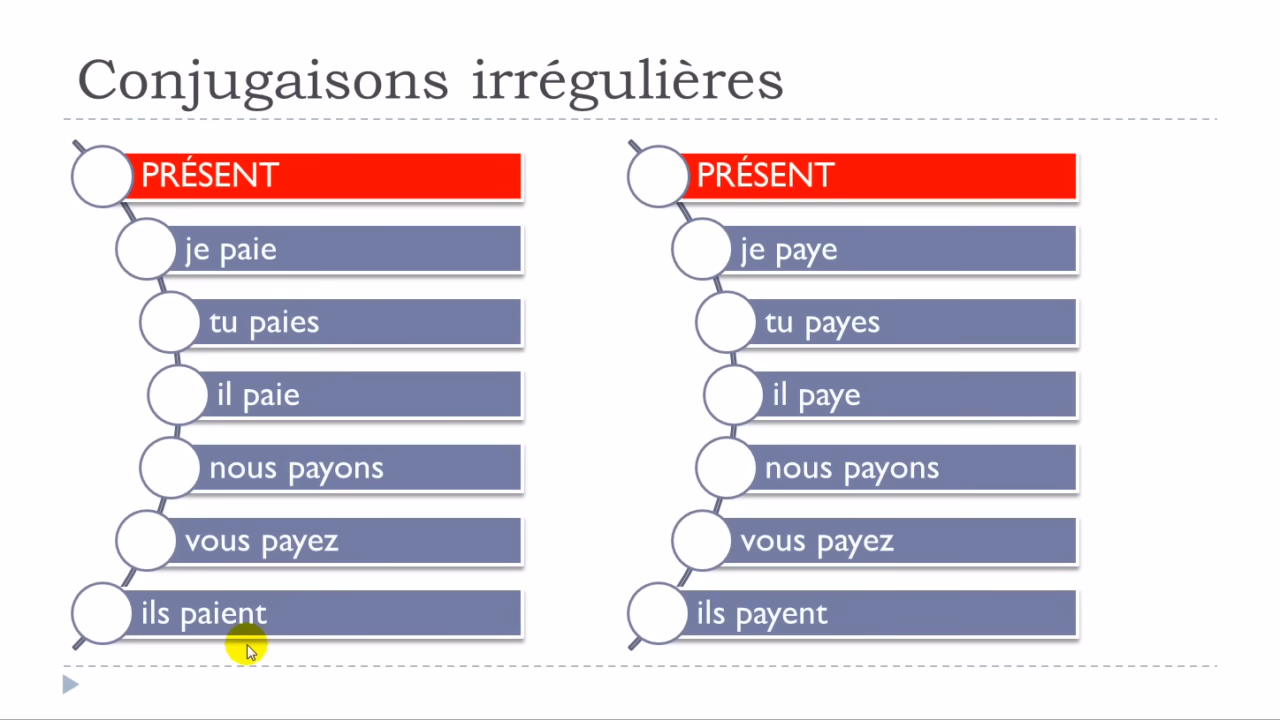 Conjugaisons irrégulières
PRÉSENT
je paie
tu paies
il paie
nous payons
vous payez
ils paient
PRÉSENT
je paye
tu payes
il paye
nous payons
vous payez
ils payent